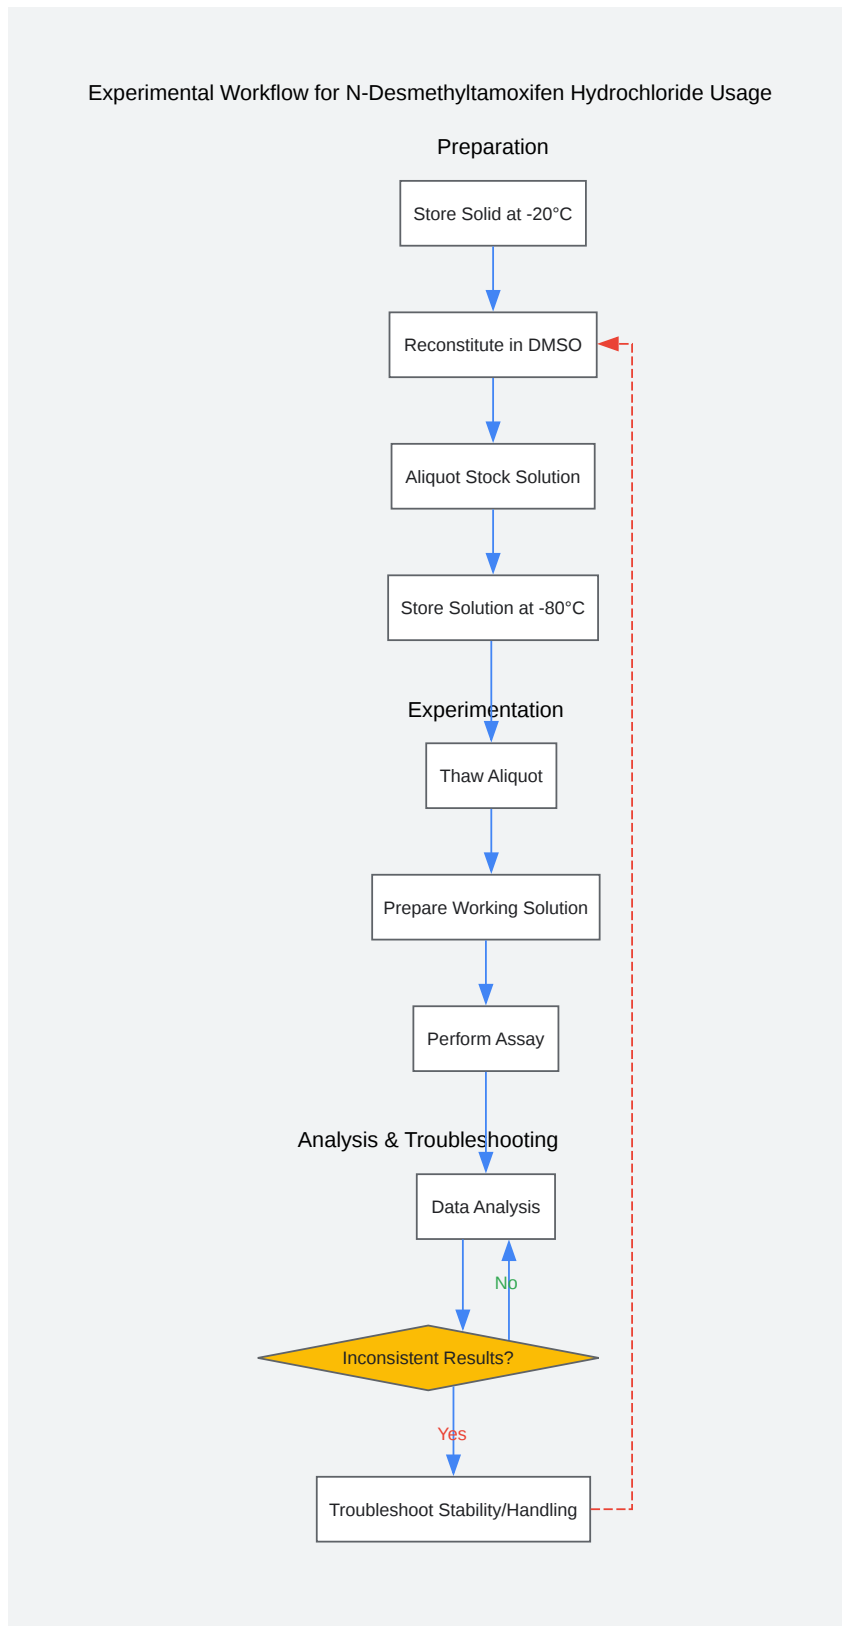 Experimental Workflow for N-Desmethyltamoxifen Hydrochloride Usage
Preparation
Store Solid at -20°C
Reconstitute in DMSO
Aliquot Stock Solution
Store Solution at -80°C
Experimentation
Thaw Aliquot
Prepare Working Solution
Perform Assay
Analysis & Troubleshooting
Data Analysis
No
Inconsistent Results?
Yes
Troubleshoot Stability/Handling